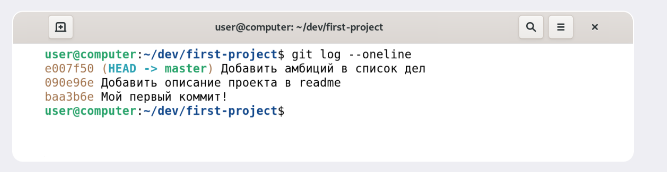 user@computer: ~/dev/first-project
user@computer:~/dev/first-project$ git log --oneline
e007f50 (HEAD -> master) Добавить амбиций в список дел
090e96e Добавить описание проекта в readme
baa3b6e Мой первый коммит!
user@computer:~/dev/first-project$